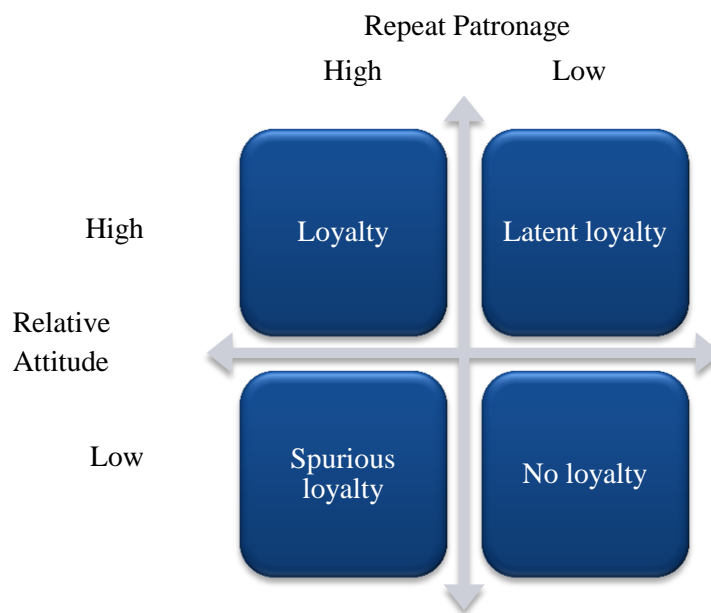 Repeat Patronage
High Low
High
Loyalty
Latent loyalty
Relative
Attitude
Low
Spurious
loyalty
No loyalty